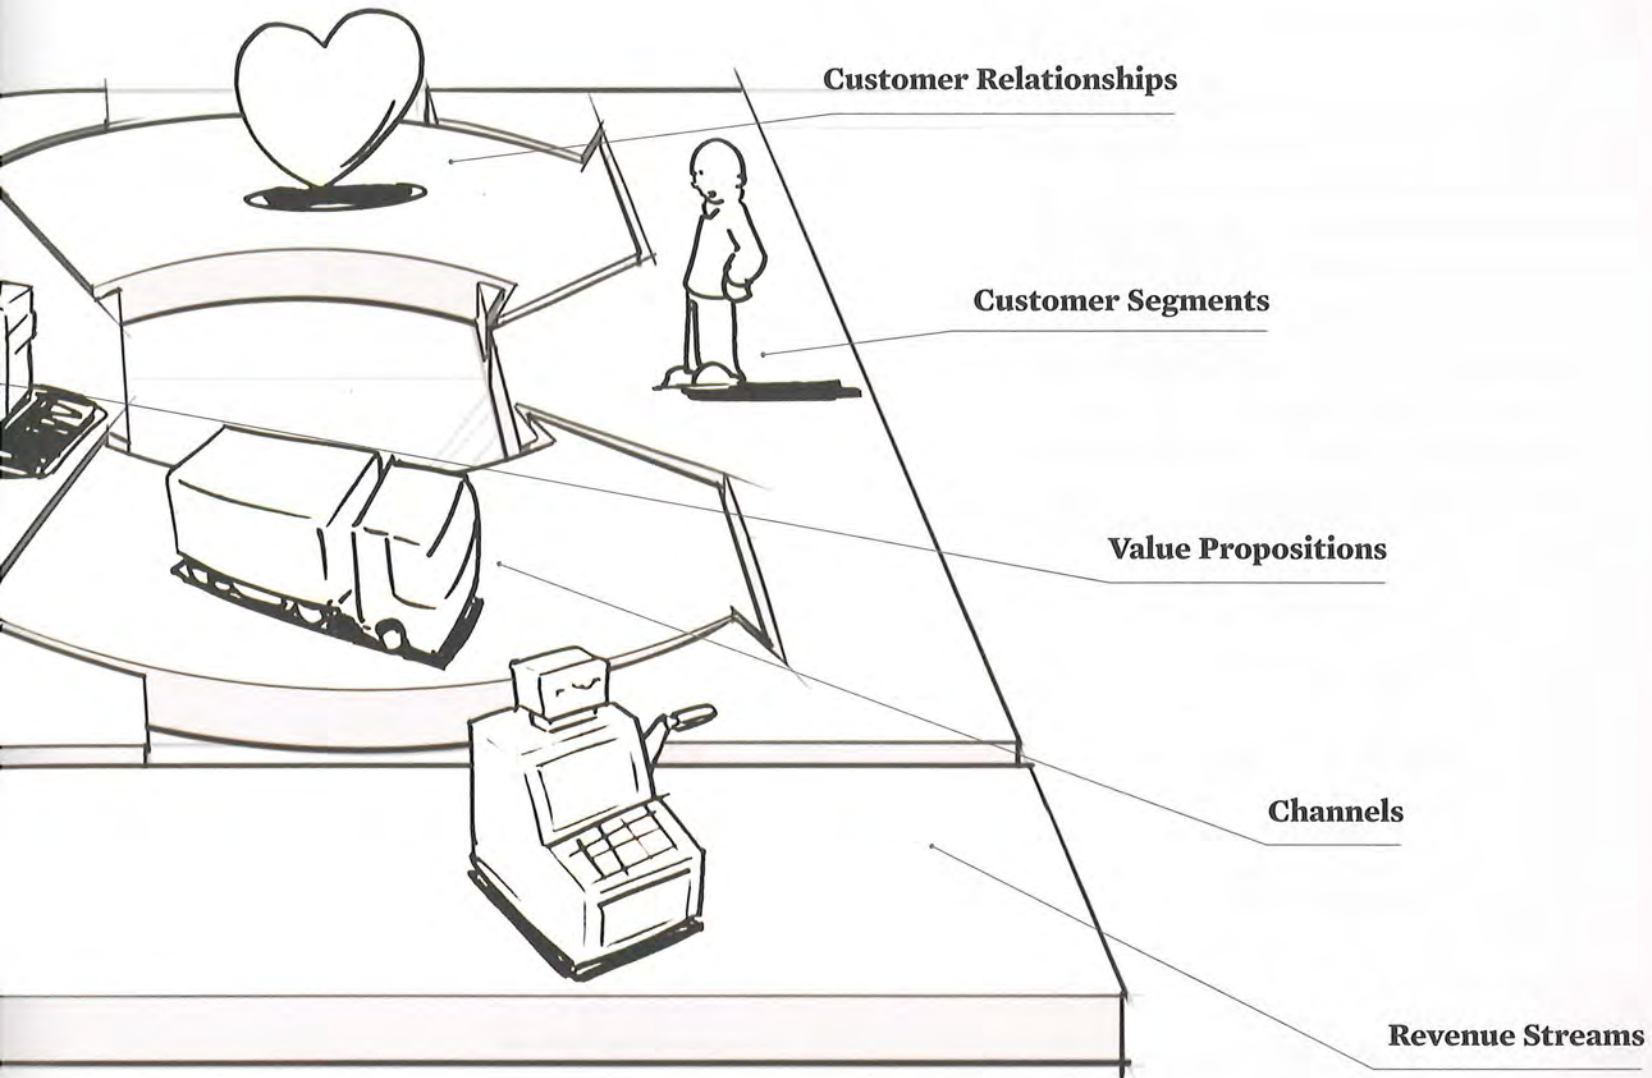 Customer Relationships
Customer Segments
Value Propositions
Channels
Revenue Streams